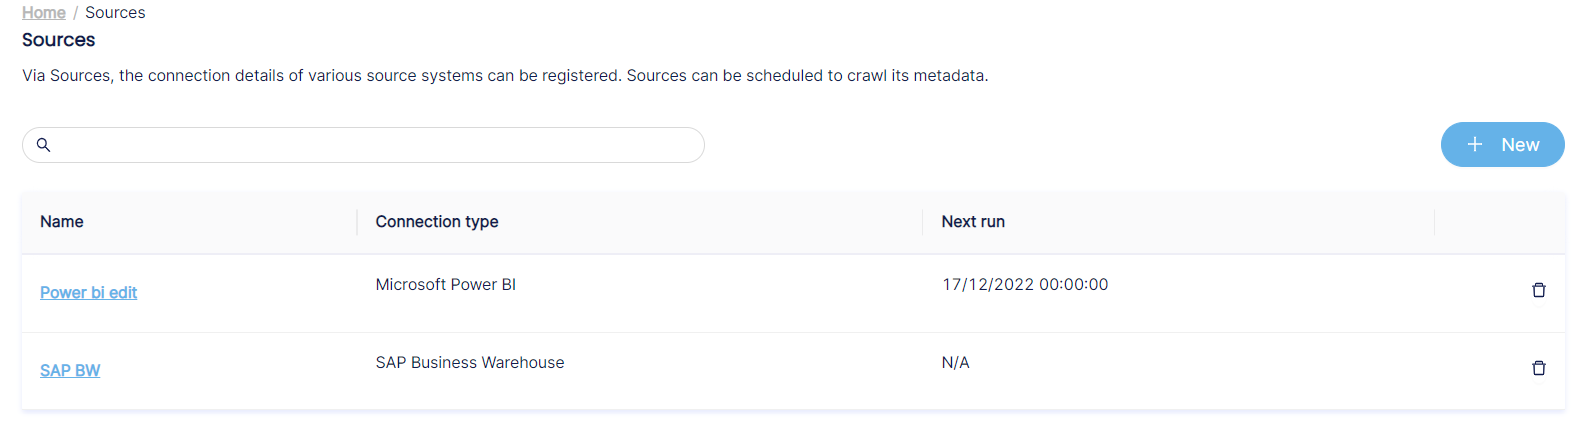 Home / Sources
Sources
Via Sources, the connection details of various source systems can be registered. Sources can be scheduled to crawl its metadata.
New
Name Connection type Next run
Power bi edit Microsoft Power BI 17/12/2022 00:00:00
SAP BW SAP Business Warehouse N/A